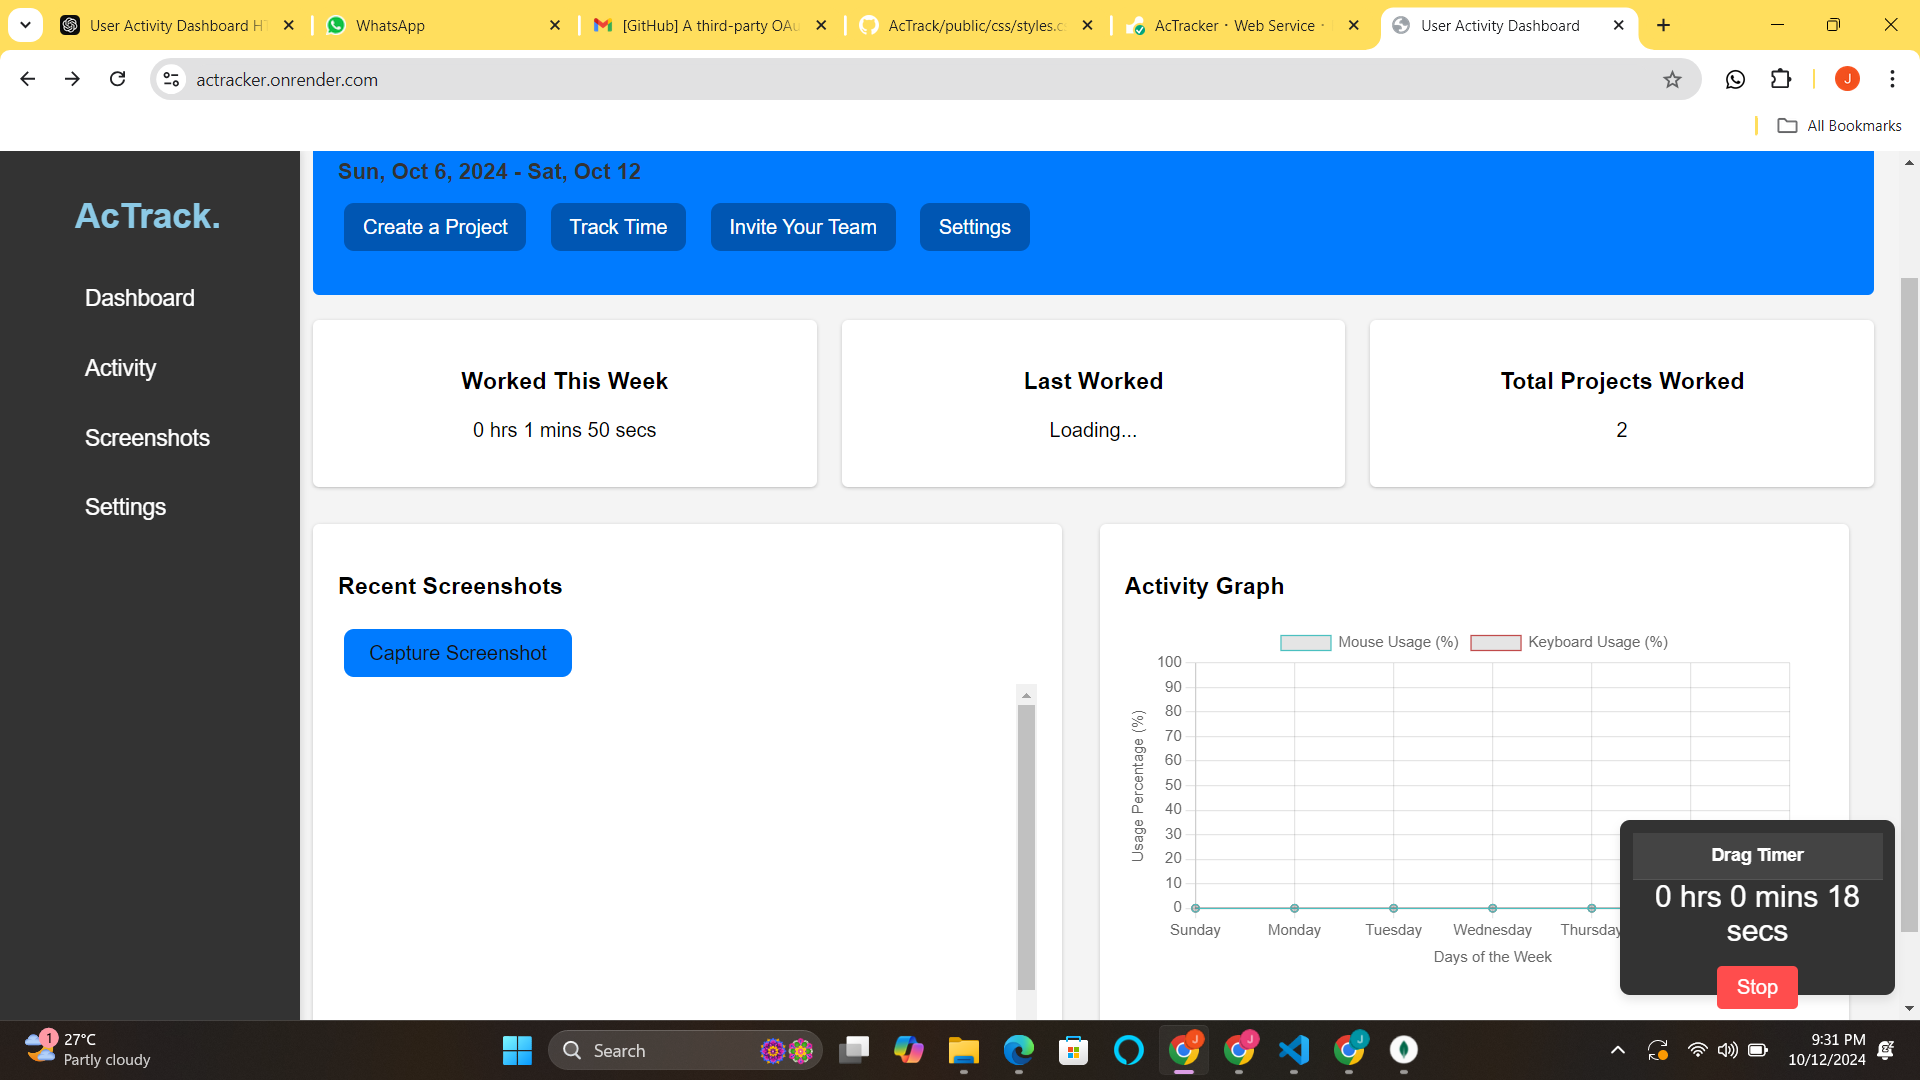 User Activity Dashboard HT
WhatsApp
[GitHub] A third-party OAu
AcTrack/public/css/styles.cs
AcTracker · Web Service ·
User Activity Dashboard
actracker.onrender.com
J
All Bookmarks
AcTrack.
Dashboard
Activity
Screenshots
Settings
Sun, Oct 6, 2024 - Sat, Oct 12
Create a Project
Track Time
Invite Your Team
Settings
Worked This Week
0 hrs 1 mins 50 secs
Last Worked
Loading...
Total Projects Worked
2
Recent Screenshots
Capture Screenshot
Activity Graph
Mouse Usage (%)
Keyboard Usage (%)
Usage Percentage (%)
100
90
80
70
60
50
40
30
20
10
0
Sunday
Monday
Tuesday
Wednesday
Thursday
Days of the Week
Drag Timer
0 hrs 0 mins 18
secs
Stop
1
27°C
Partly cloudy
Search
J
J
J
9:31 PM
10/12/2024